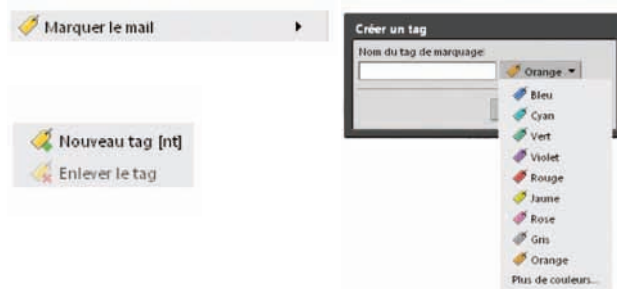 Marquer le mail
Nouveau tag [nt]
Enlever le tag
Créer un tag
Nom du tag de marquage:
Orange
Bleu
Cyan
Vert
Violet
Rouge
Jaune
Rose
Gris
Orange
Plus de couleurs...